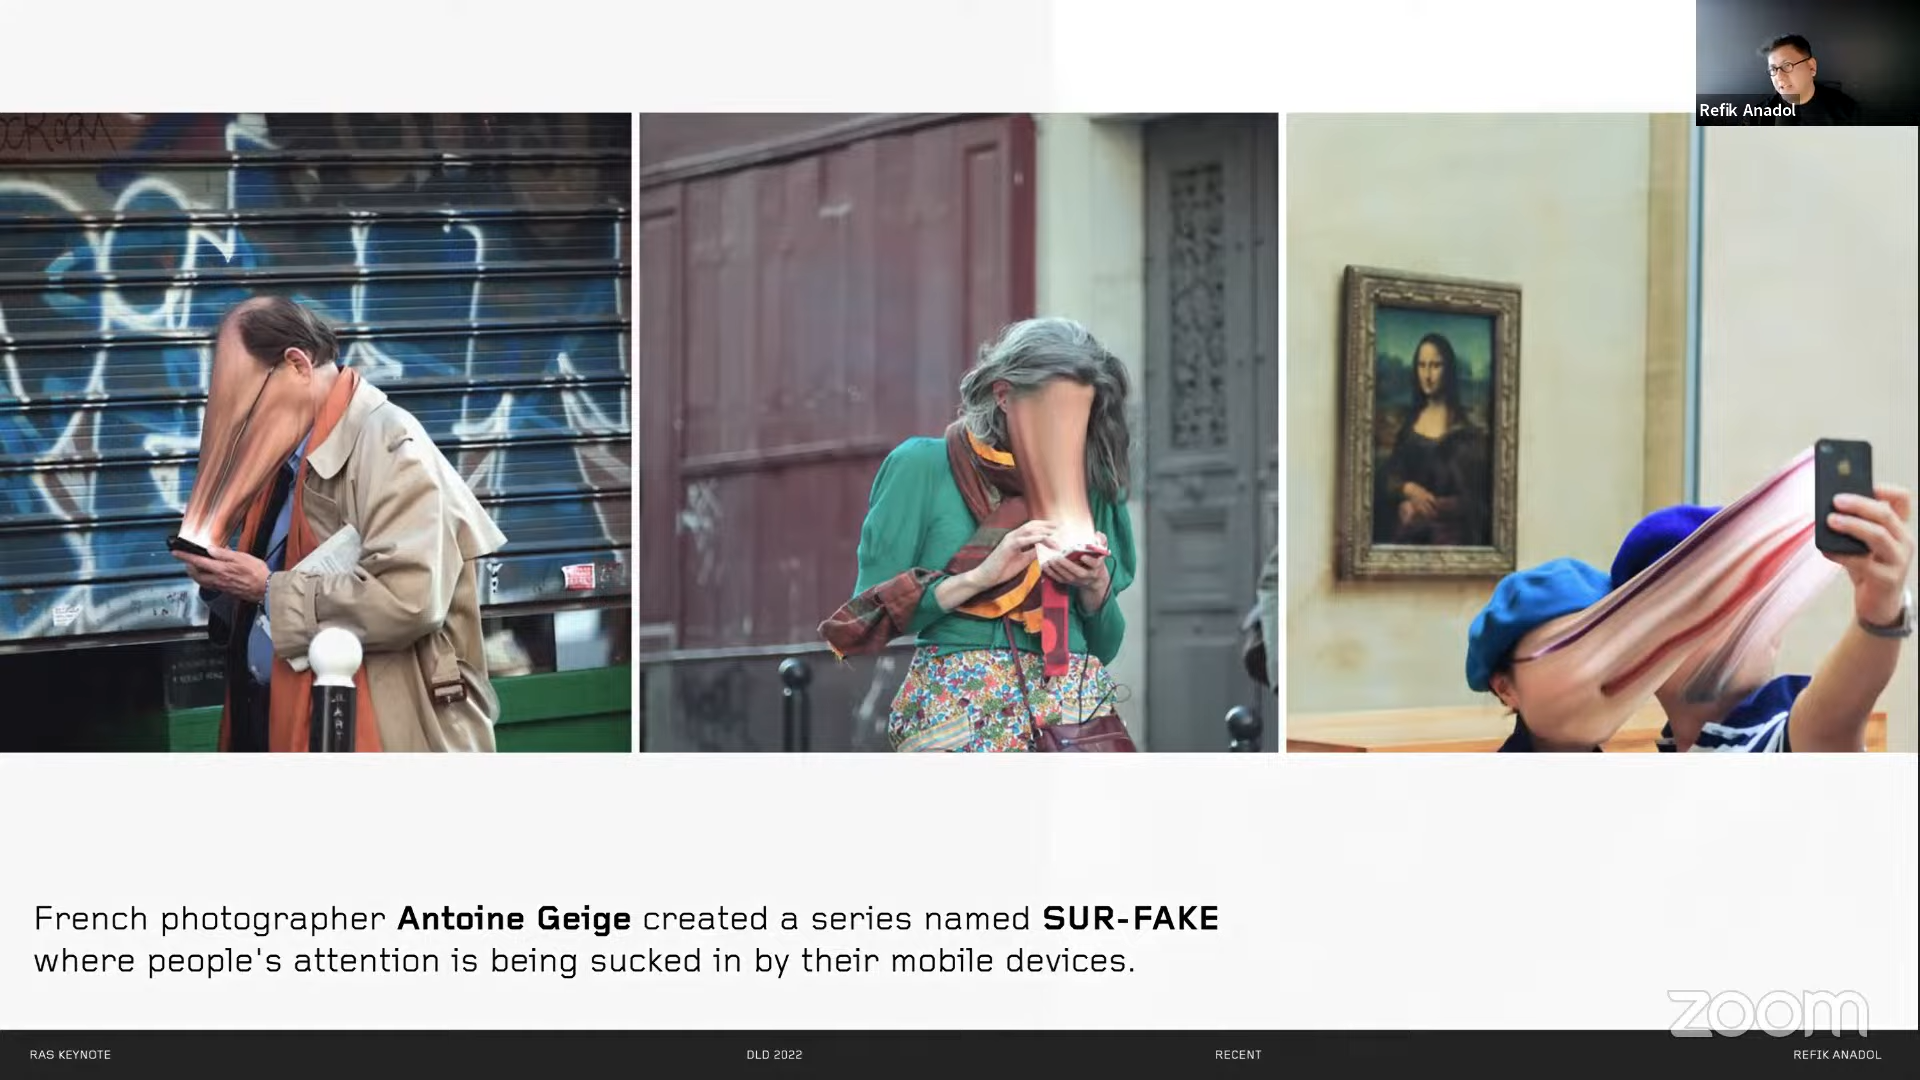 Refik Anadol
French photographer Antoine Geige created a series named SUR-FAKE
where people's attention is being sucked in by their mobile devices.
zoom
RAS KEYNOTE
DLD 2022
RECENT
REFIK ANADOL